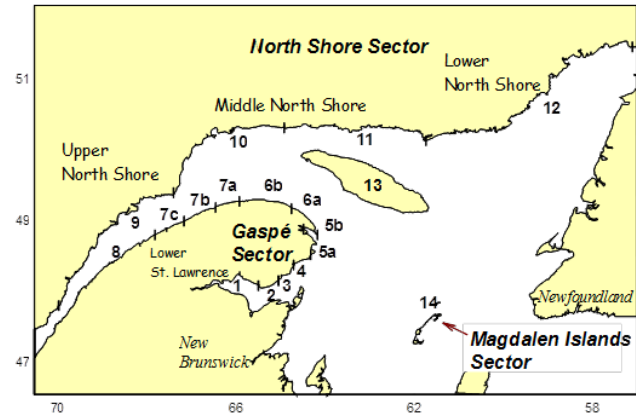 North Shore Sector
Lower
North Shore
51
12
Middle North Shore
10
11
Upper
North Shore
13
7a
6b
7b
6a
9
7c
49
5b
Gaspé
Sector
8
Lower
St. Lawrence
5a
4
1
2
3
14
Newfoundland
Magdalen Islands
Sector
New
Brunswick
47
70
66
62
58